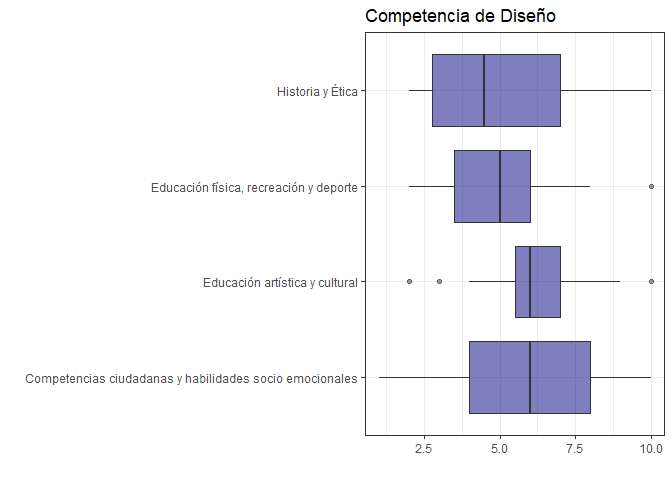 Competencia de Diseño
Historia y Ética
Educación física, recreación y deporte
Educación artística y cultural
Competencias ciudadanas y habilidades socio emocionales
2.5 5.0 7.5 10.0